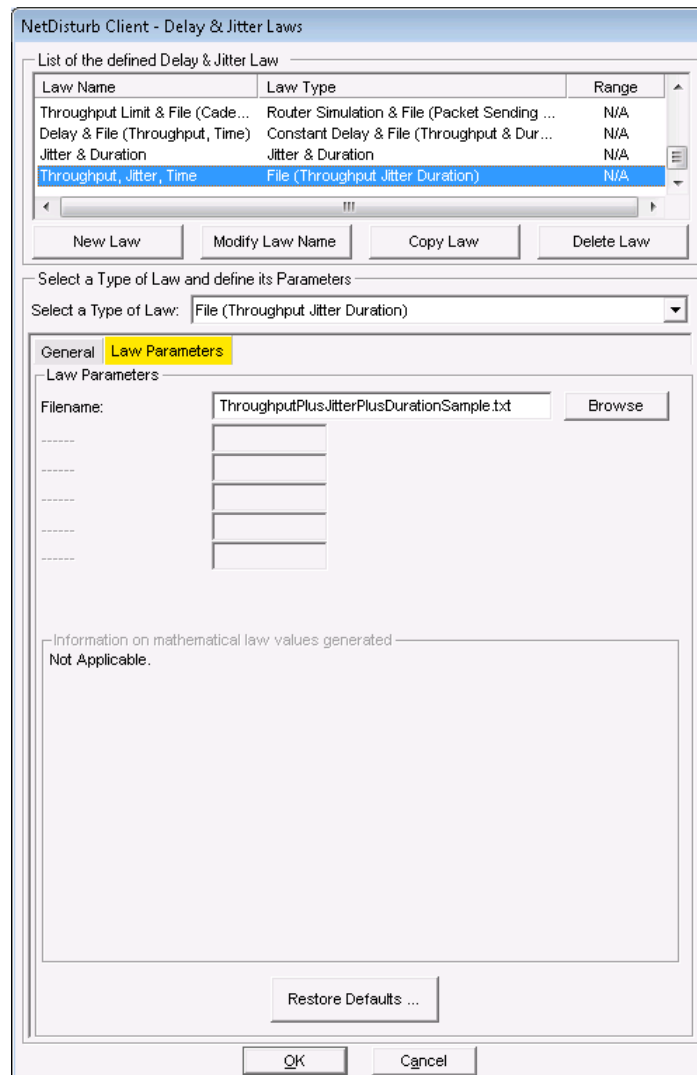 NetDisturb Client - Delay & Jitter Laws
List of the defined Delay & Jitter Law
Law Name Law Type Range
Throughput Limit & File (Cade... Router Simulation & File (Packet Sending ... N/A
Delay & File (Throughput, Time) Constant Delay & File (Throughput & Dur... N/A
Jitter & Duration Jitter & Duration N/A
Throughput, Jitter, Time File (Throughput Jitter Duration) N/A
New Law Modify Law Name Copy Law Delete Law
Select a Type of Law and define its Parameters
Select a Type of Law: File (Throughput Jitter Duration)
General Law Parameters
Law Parameters
Filename: ThroughputPlusJitterPlusDurationSample.txt Browse
------
------
------
------
------
Information on mathematical law values generated
Not Applicable.
Restore Defaults ...
OK Cancel